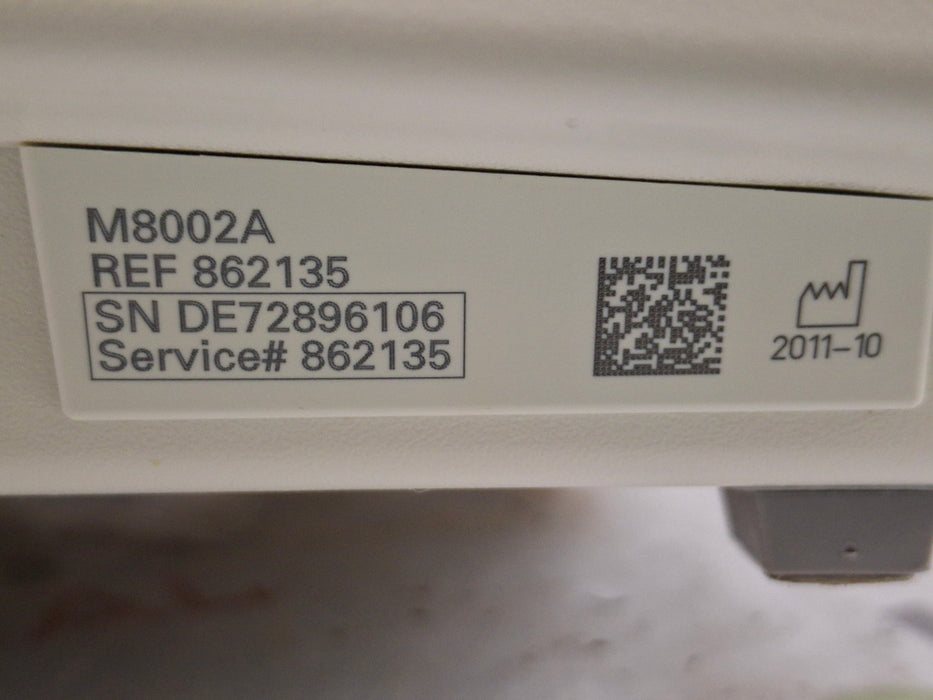 M8002A
REF 862135
SN DE72896106
Service# 862135
2011-10